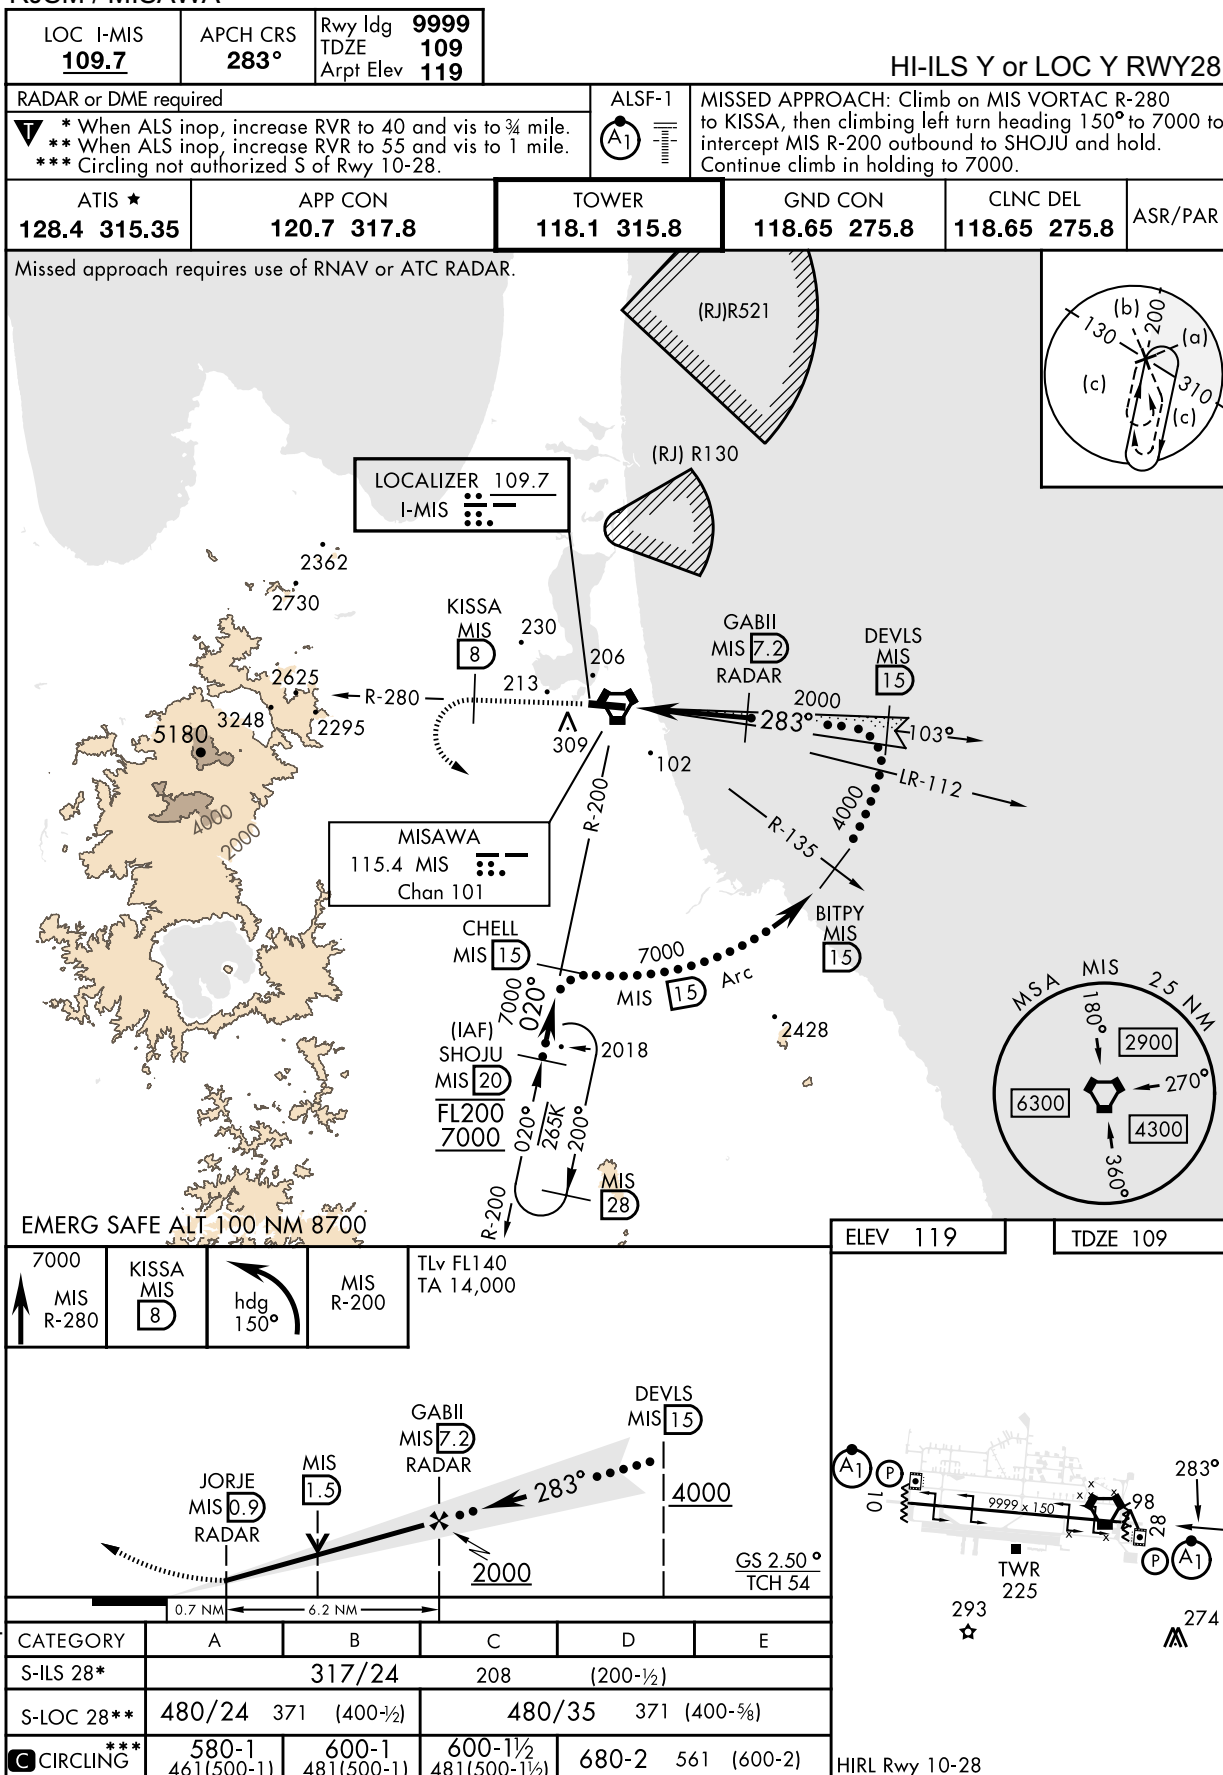 LOC I-MIS
109.7
APCH CRS
283°
Rwy ldg 9999
TDZE 109
Arpt Elev 119
HI-ILS Y or LOC Y RWY28
RADAR or DME required
* When ALS inop, increase RVR to 40 and vis to ¾ mile.
** When ALS inop, increase RVR to 55 and vis to 1 mile.
*** Circling not authorized S of Rwy 10-28.
ALSF-1
A1
MISSED APPROACH: Climb on MIS VORTAC R-280
to KISSA, then climbing left turn heading 150° to 7000 to
intercept MIS R-200 outbound to SHOJU and hold.
Continue climb in holding to 7000.
ATIS ★
128.4 315.35
APP CON
120.7 317.8
TOWER
118.1 315.8
GND CON
118.65 275.8
CLNC DEL
118.65 275.8
ASR/PAR
Missed approach requires use of RNAV or ATC RADAR.
(RJ)R521
(b)
200
130
(a)
(c)
310
(c)
(RJ) R130
LOCALIZER 109.7
I-MIS
2362
2730
KISSA
MIS
8
230
206
213
GABII
MIS 7.2
RADAR
DEVLS
MIS
15
2625
3248
2295
5180
R-280
309
102
2000
283°
103°
LR-112
4000
R-135
R-200
4000
2000
MISAWA
115.4 MIS
Chan 101
CHELL
MIS 15
7000
MIS 15 Arc
BITPY
MIS
15
7000
020°
(IAF)
SHOJU
MIS 20
FL200
7000
2018
2428
020°
265K
200°
R-200
MIS
28
MSA MIS 25 NM
180°
2900
270°
6300
4300
360°
EMERG SAFE ALT 100 NM 8700
ELEV 119
TDZE 109
7000
MIS
R-280
KISSA
MIS
8
hdg
150°
MIS
R-200
TLv FL140
TA 14,000
DEVLS
MIS 15
GABII
MIS 7.2
RADAR
MIS
1.5
JORJE
MIS 0.9
RADAR
283°
4000
2000
GS 2.50°
TCH 54
0.7 NM
6.2 NM
A1
P
10
9999 x 150
98
28
283°
P
A1
TWR
225
293
274
CATEGORY A B C D E
S-ILS 28* 317/24 208 (200-½)
S-LOC 28** 480/24 371 (400-½) 480/35 371 (400-⅝)
C CIRCLING *** 580-1 600-1 600-1½ 680-2 561 (600-2)
461(500-1) 481(500-1) 481(500-1½)
HIRL Rwy 10-28